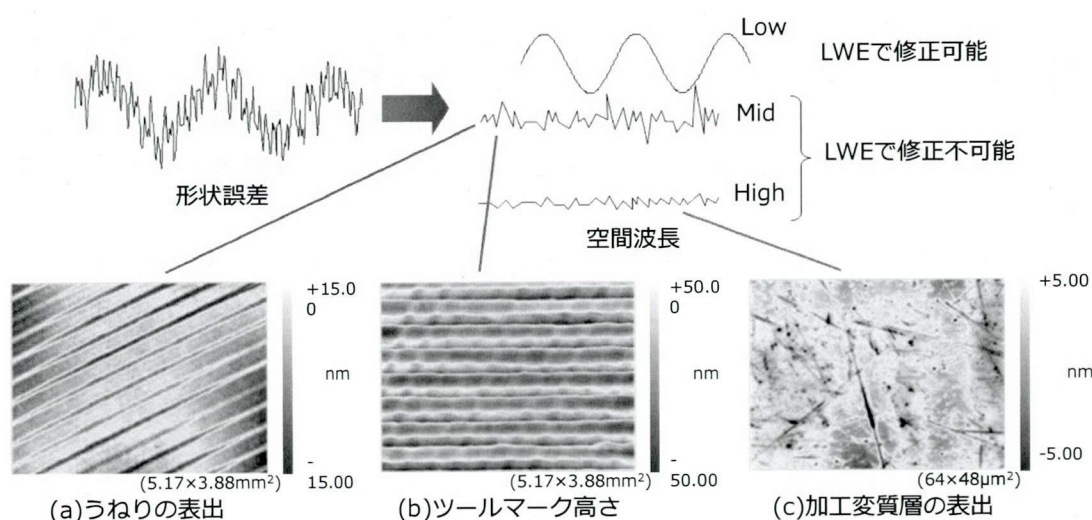 Low
LWEで修正可能
Mid
LWEで修正不可能
High
形状誤差
空間波長
+15.0
0
nm
-
15.00
(5.17×3.88mm²)
(a)うねりの表出
+50.0
0
nm
-
50.00
(5.17×3.88mm²)
(b)ツールマーク高さ
+5.00
nm
-5.00
(64×48μm²)
(c)加工変質層の表出